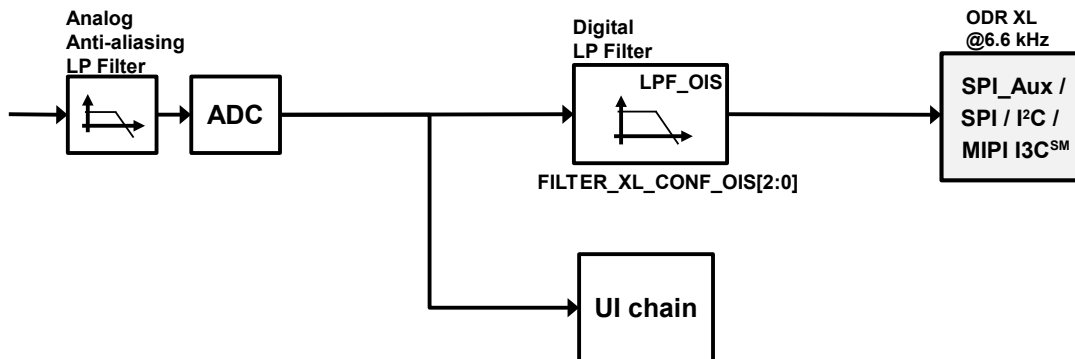 Analog
Anti-aliasing
LP Filter
ADC
Digital
LP Filter
LPF_OIS
FILTER_XL_CONF_OIS[2:0]
ODR XL
@6.6 kHz
SPI_Aux /
SPI / I²C /
MIPI I3Cˢᴹ
UI chain